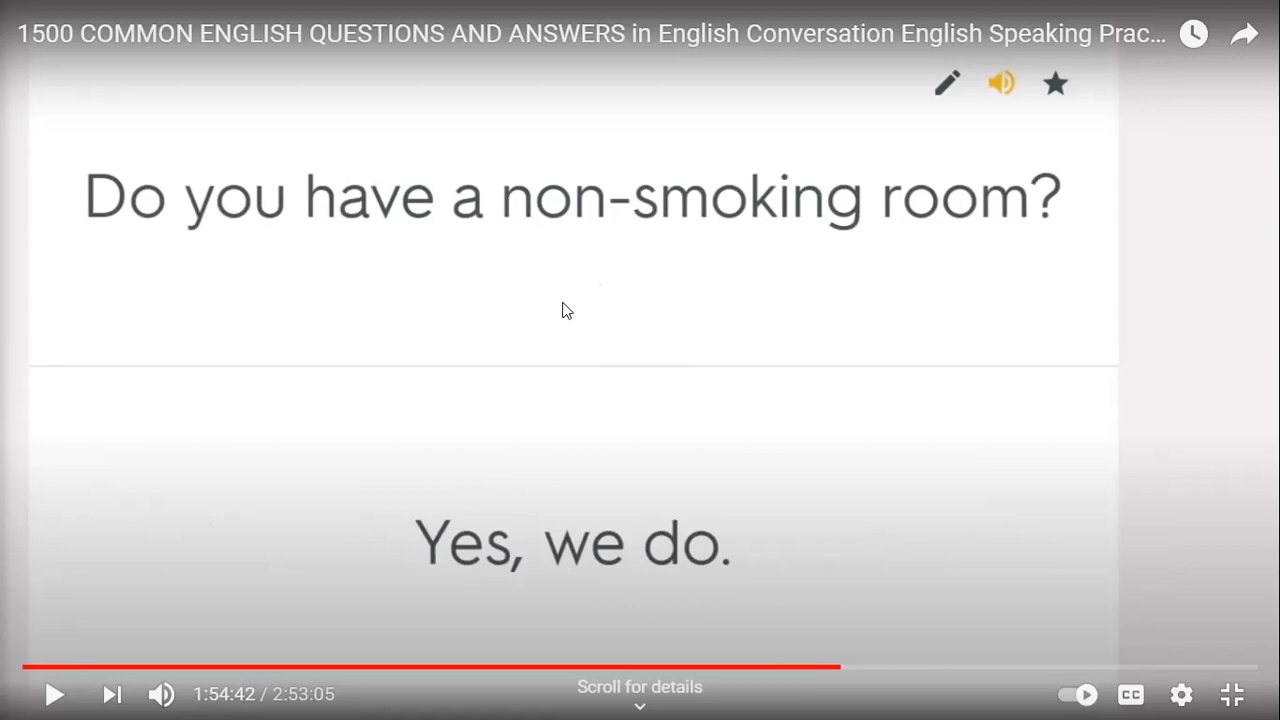 1500 COMMON ENGLISH QUESTIONS AND ANSWERS in English Conversation English Speaking Prac...
Do you have a non-smoking room?
Yes, we do.
Scroll for details
1:54:42 / 2:53:05
CC